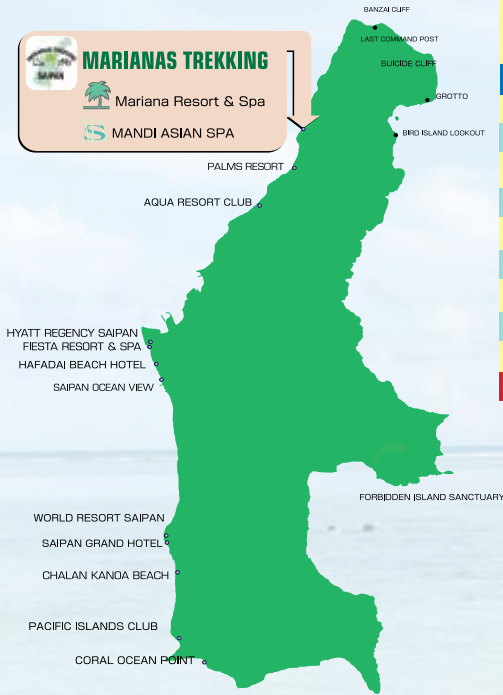 BANZAI CLIFF
LAST COMMAND POST
SUICIDE CLIFF
GROTTO
BIRD ISLAND LOOKOUT
SAIPAN
MARIANAS TREKKING
Mariana Resort & Spa
S MANDI ASIAN SPA
PALMS RESORT
AQUA RESORT CLUB
HYATT REGENCY SAIPAN
FIESTA RESORT & SPA
HAFADAI BEACH HOTEL
SAIPAN OCEAN VIEW
FORBIDDEN ISLAND SANCTUARY
WORLD RESORT SAIPAN
SAIPAN GRAND HOTEL
CHALAN KANOA BEACH
PACIFIC ISLANDS CLUB
CORAL OCEAN POINT